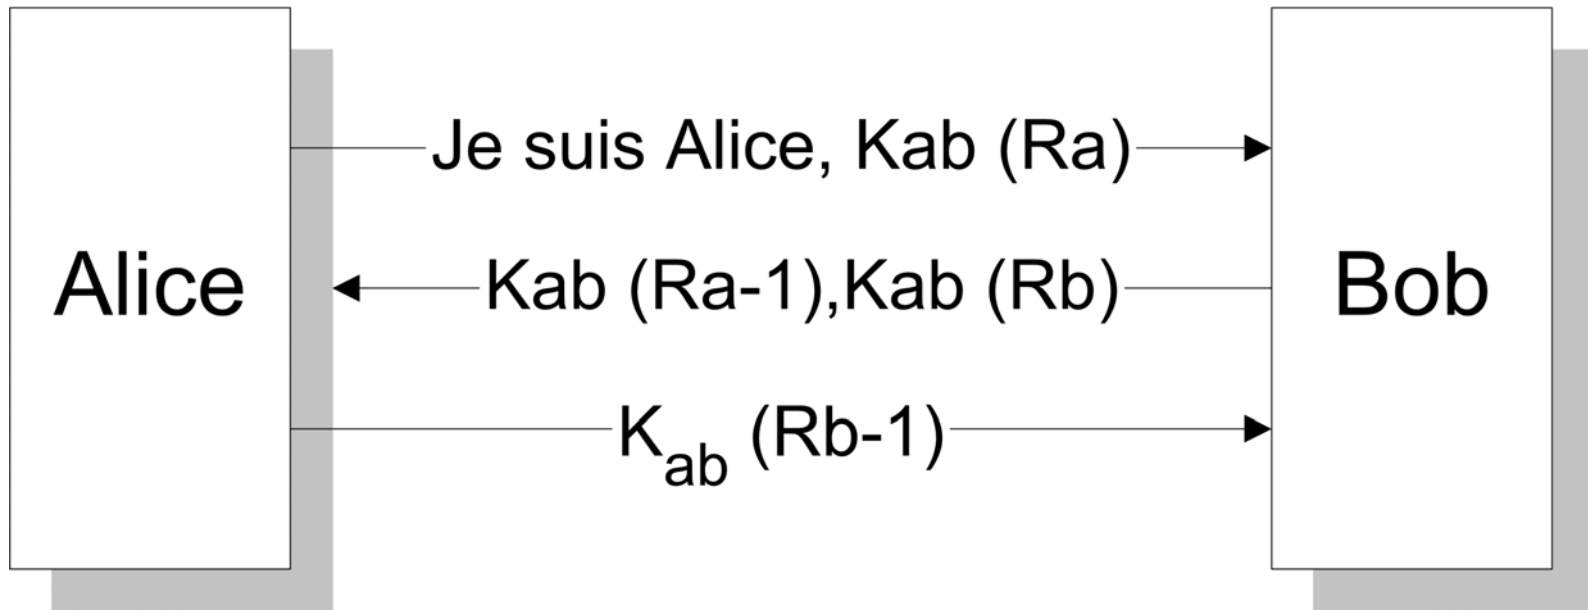 Je suis Alice, Kab (Ra)
Alice
Kab (Ra-1),Kab (Rb)
Bob
Kab (Rb-1)